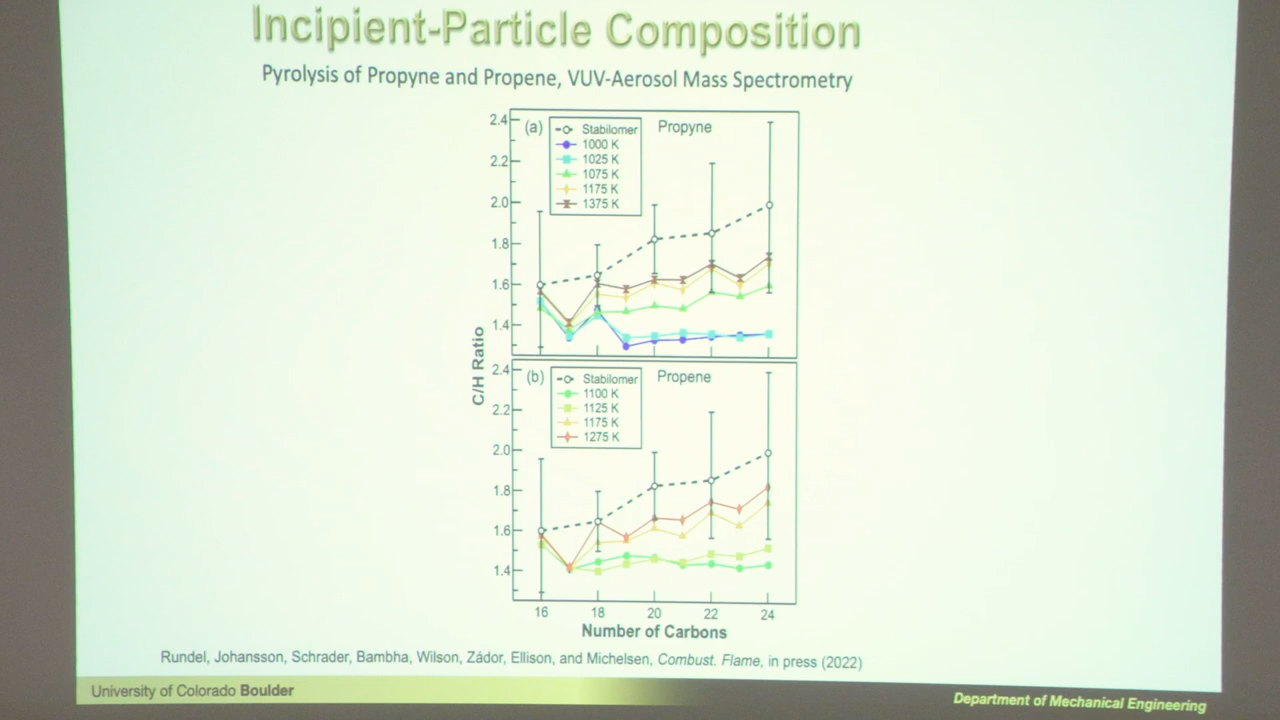 Incipient-Particle Composition
Pyrolysis of Propyne and Propene, VUV-Aerosol Mass Spectrometry
(a)
Propyne
Stabilomer
1000 K
1025 K
1075 K
1175 K
1375 K
2.4
2.2
2.0
1.8
1.6
1.4
C/H Ratio
(b)
Propene
Stabilomer
1100 K
1125 K
1175 K
1275 K
2.4
2.2
2.0
1.8
1.6
1.4
16 18 20 22 24
Number of Carbons
Rundel, Johansson, Schrader, Bambha, Wilson, Zádor, Ellison, and Michelsen, Combust. Flame, in press (2022)
University of Colorado Boulder
Department of Mechanical Engineering